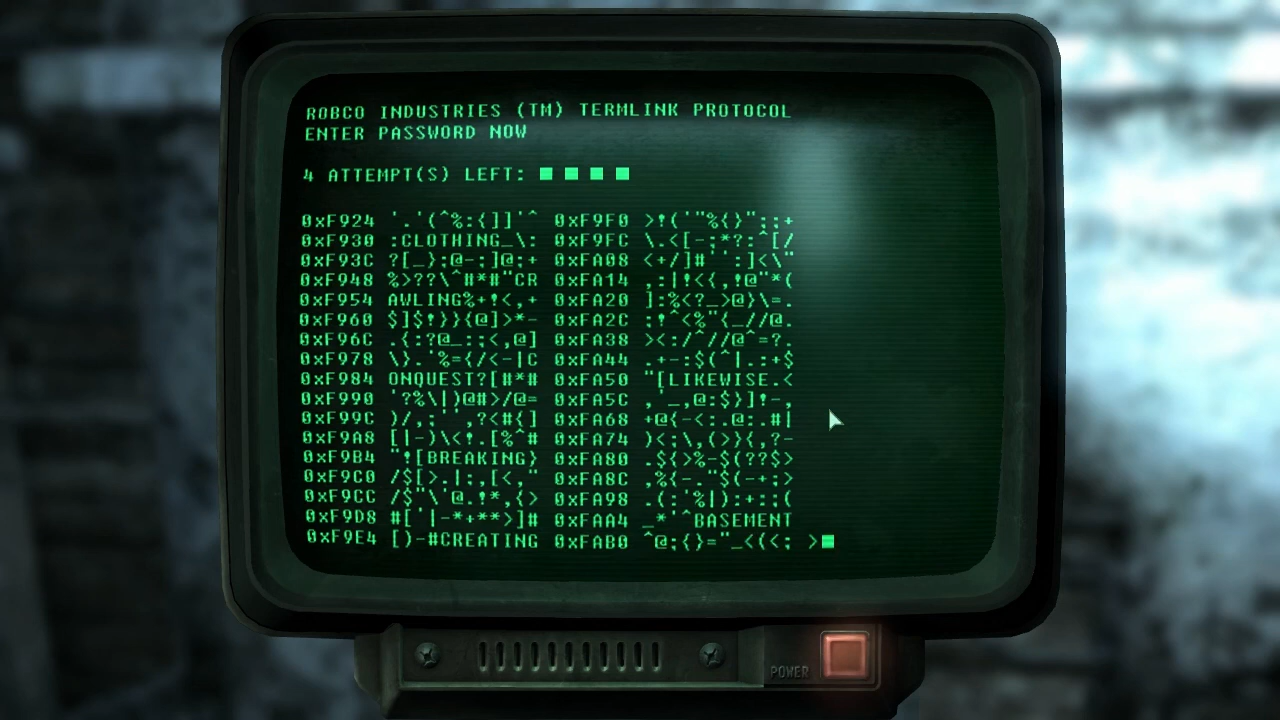 ROBCO INDUSTRIES (TM) TERMLINK PROTOCOL
ENTER PASSWORD NOW
4 ATTEMPT(S) LEFT: ■ ■ ■ ■
0xF924 '.'(^%:{]]'^ 0xF9F0 >!('"%{}";;+
0xF930 :CLOTHING_\: 0xF9FC \.<[-;*?:^[/
0xF93C ?[_};@-:]@;+ 0xFA08 <+/]#'':]<\"
0xF948 %>??\^#*#"CR 0xFA14 ,:|!<{,!@"*(
0xF954 AWLING%+!<,+ 0xFA20 ]:%<?_>@}\=.
0xF960 $]$!}}{@]>*- 0xFA2C ;!^<%"{_//@.
0xF96C .{:?@_:;<,@] 0xFA38 ><:/^//@^=?.
0xF978 \}.'%={/<-|C 0xFA44 .+-:$(^|.:+$
0xF984 ONQUEST?[#*# 0xFA50 "[LIKEWISE.<
0xF990 '?%\|)@#>/@= 0xFA5C ,'_,@:$}]!-,
0xF99C )/,;'',?<#{] 0xFA68 +@{-<:.@:.#|
0xF9A8 [|-)\<!.[%^# 0xFA74 )<;\,(>}{,?-
0xF9B4 "![BREAKING} 0xFA80 .${>%-$(??$>
0xF9C0 /$[>.|:,[<," 0xFA8C ,%{-."$(-+:>
0xF9CC /$"\'@.!*,{> 0xFA98 .(:'%|):+:;(
0xF9D8 #['|-*+**>]# 0xFAA4 _*'^BASEMENT
0xF9E4 [)-#CREATING 0xFAB0 ^@;{}="_<(<; >■
POWER